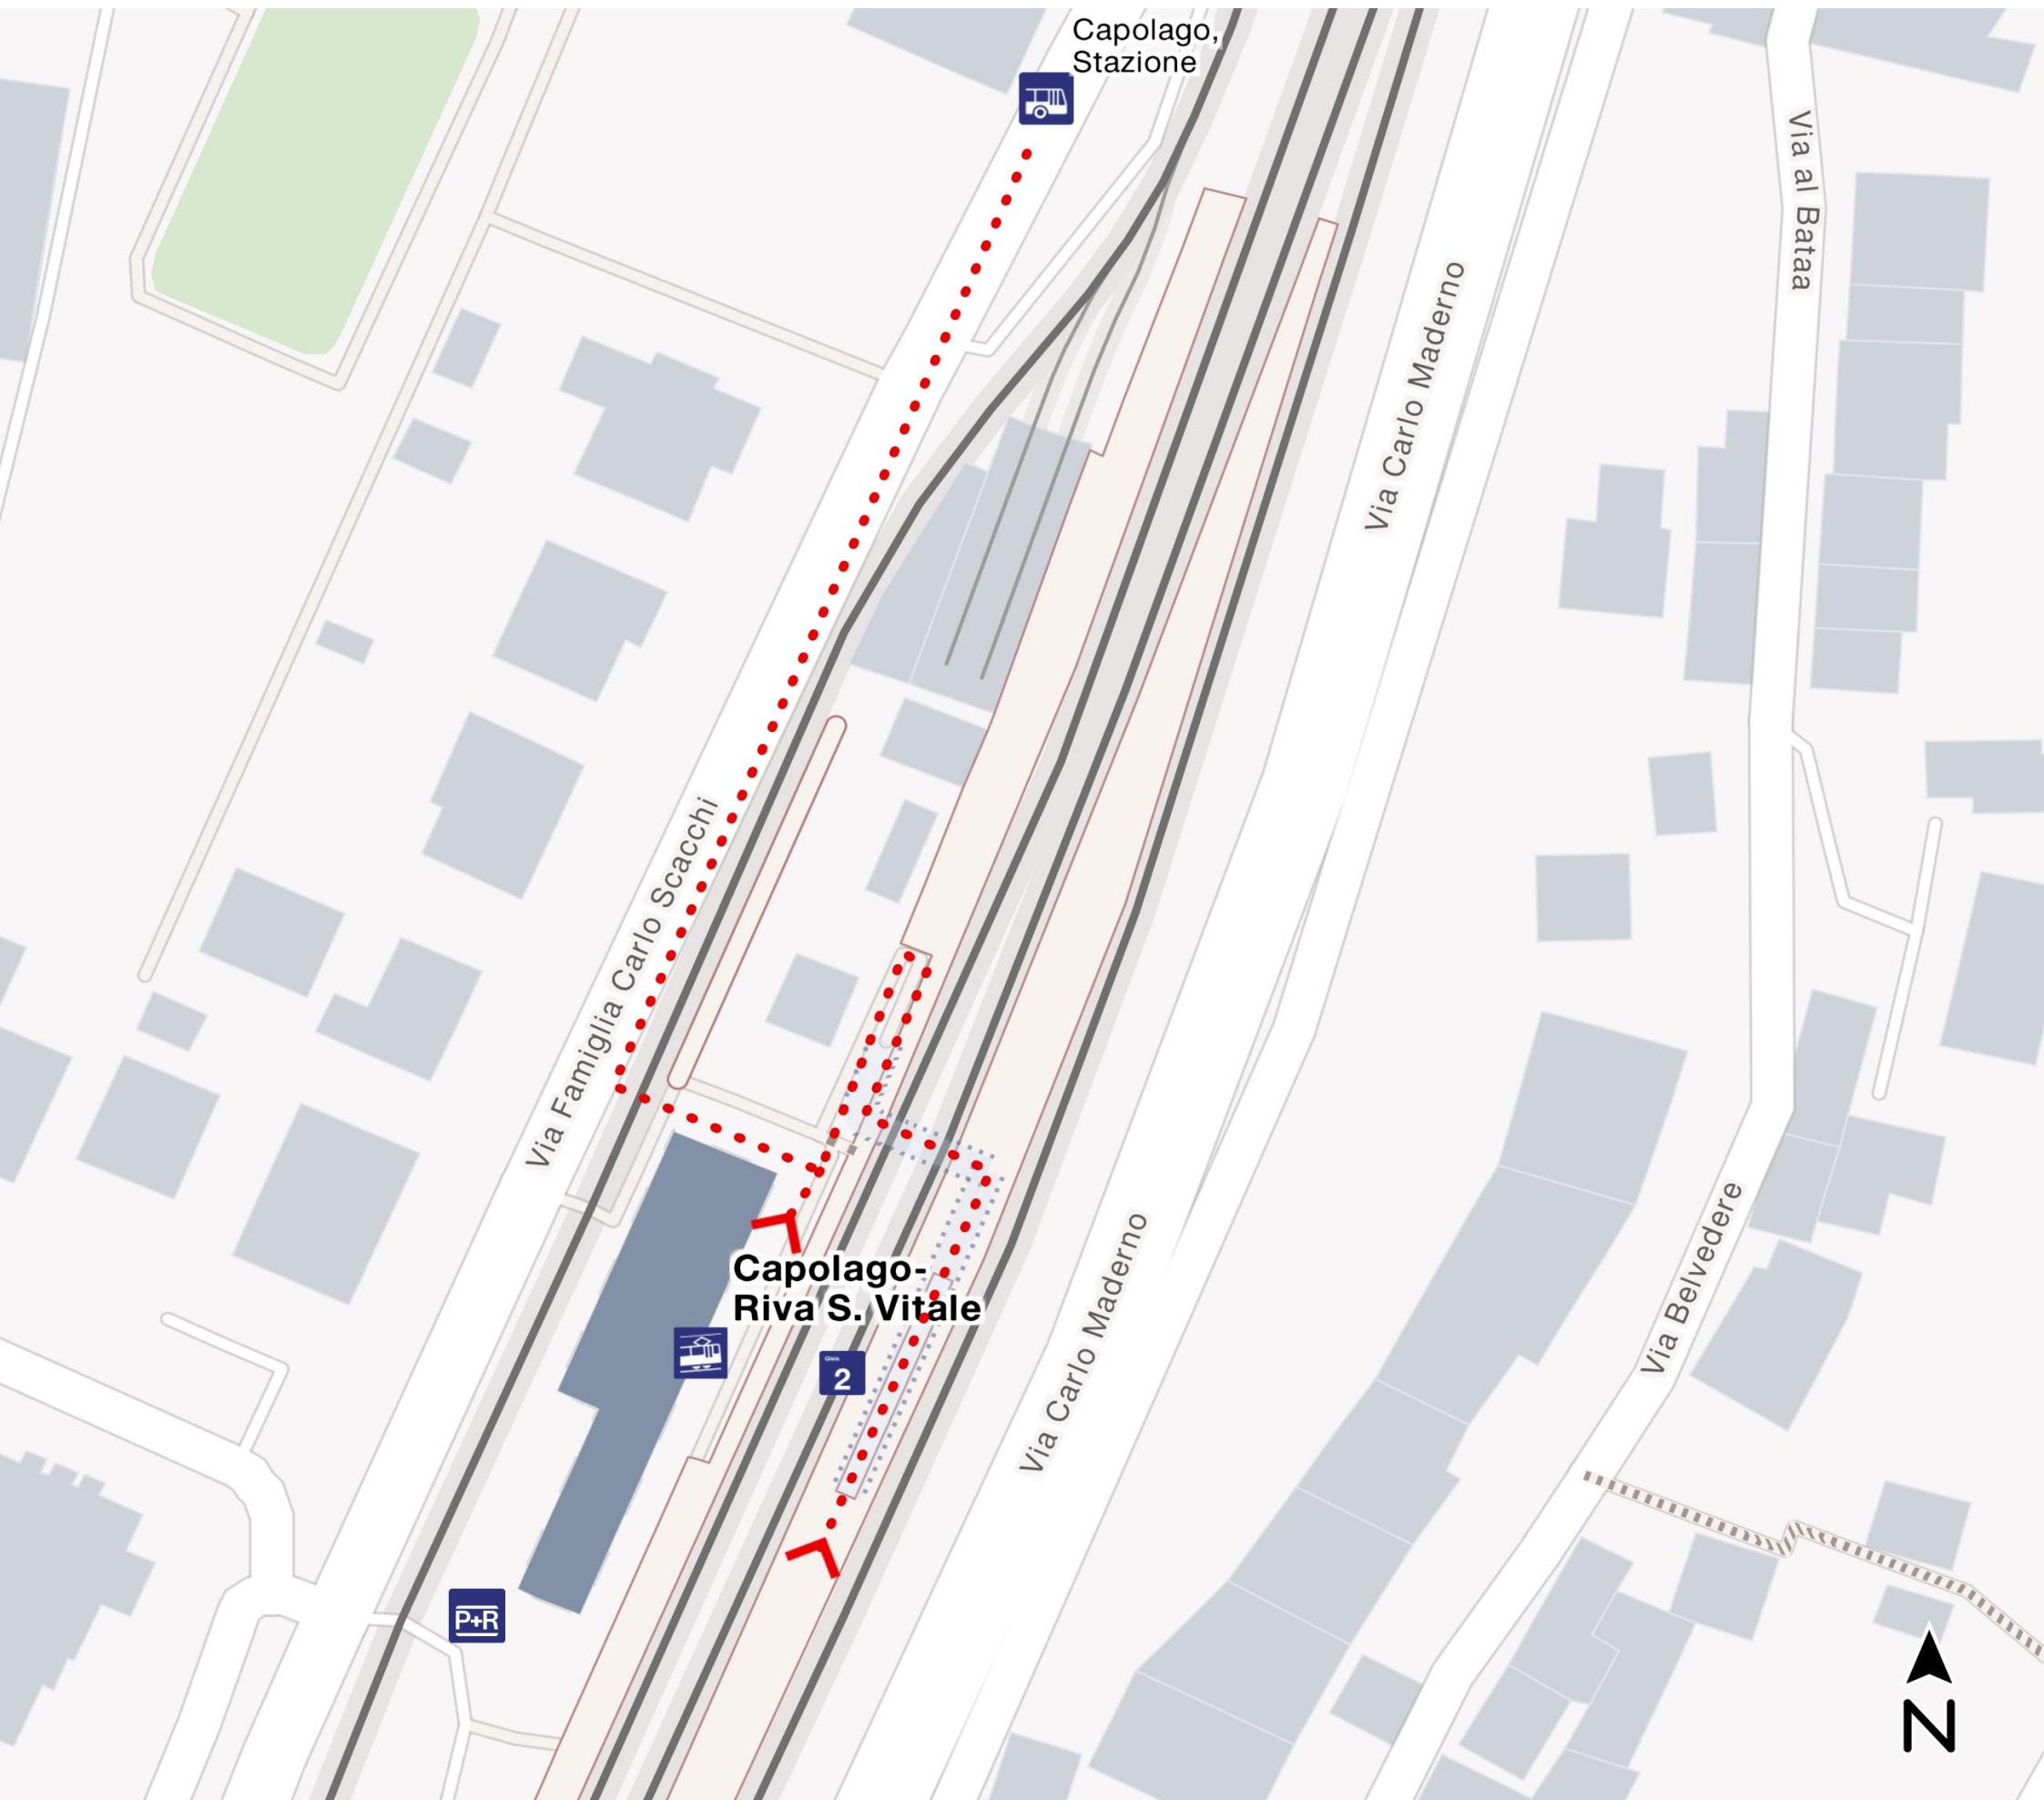 Capolago,
Stazione
Via al Bataa
Via Carlo Maderno
Via Famiglia Carlo Scacchi
Capolago-
Riva S. Vitale
Gleis
2
Via Carlo Maderno
Via Belvedere
P+R
N